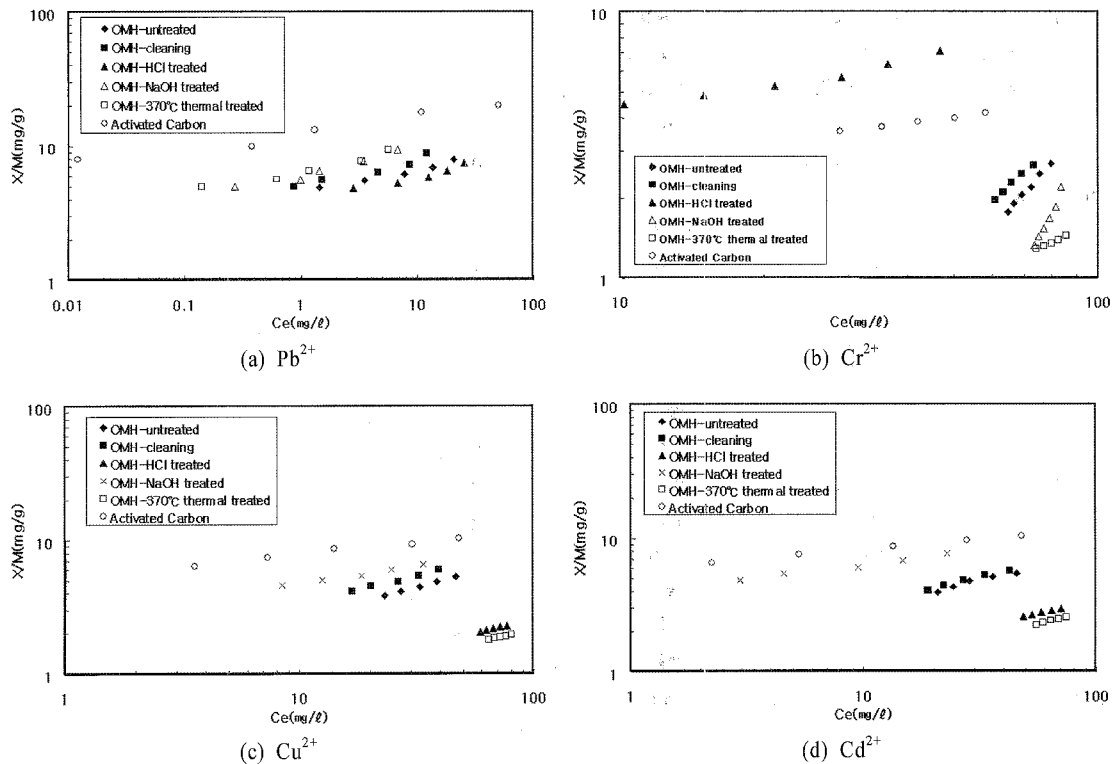 100
10
1
X/M(mg/g)
OMH-untreated
OMH-cleaning
OMH-HCl treated
OMH-NaOH treated
OMH-370℃ thermal treated
Activated Carbon
0.01 0.1 1 10 100
Ce(mg/ℓ)
(a) Pb2+
10
1
X/M(mg/g)
OMH-untreated
OMH-cleaning
OMH-HCl treated
OMH-NaOH treated
OMH-370℃ thermal treated
Activated Carbon
10 100
Ce(mg/ℓ)
(b) Cr2+
100
10
1
X/M(mg/g)
OMH-untreated
OMH-cleaning
OMH-HCl treated
OMH-NaOH treated
OMH-370℃ thermal treated
Activated Carbon
1 10 100
Ce(mg/ℓ)
(c) Cu2+
100
10
1
X/M(mg/g)
OMH-untreated
OMH-cleaning
OMH-HCl treated
OMH-NaOH treated
OMH-370℃ thermal treated
Activated Carbon
1 10 100
Ce(mg/ℓ)
(d) Cd2+